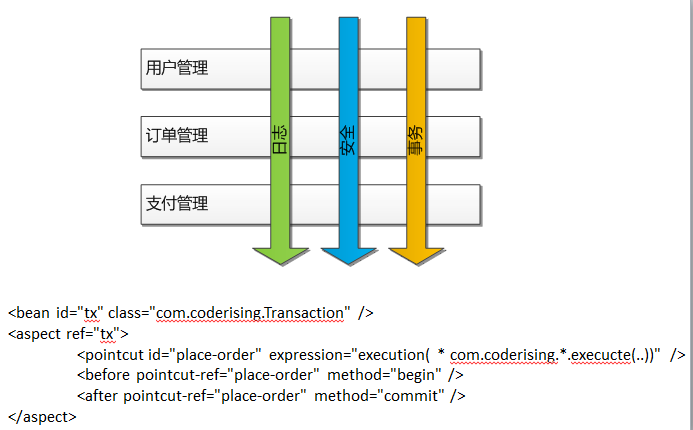 用户管理
订单管理
支付管理
日志
安全
事务
<bean id="tx" class="com.coderising.Transaction" />
<aspect ref="tx">
<pointcut id="place-order" expression="execution( * com.coderising.*.execucte(..))" />
<before pointcut-ref="place-order" method="begin" />
<after pointcut-ref="place-order" method="commit" />
</aspect>